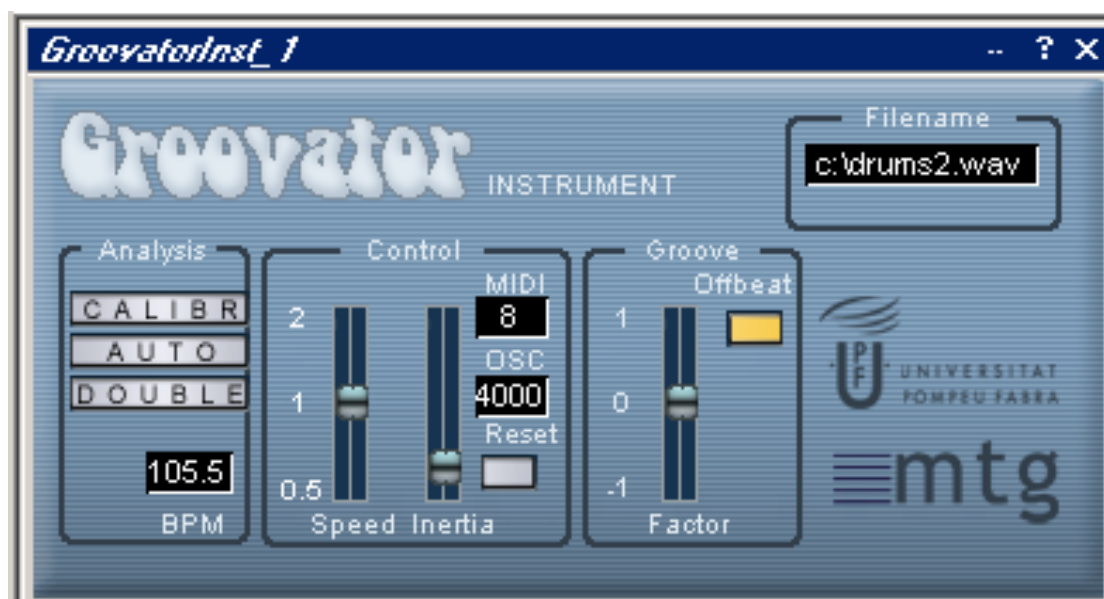 GroovatorInst_1
-- ? X
Groovator INSTRUMENT
Filename
c:\drums2.wav
Analysis
CALIBR
AUTO
DOUBLE
105.5
BPM
Control
2
1
0.5
Speed Inertia
MIDI
8
OSC
4000
Reset
Groove
Offbeat
1
0
-1
Factor
UPF
UNIVERSITAT
POMPEU FABRA
mtg